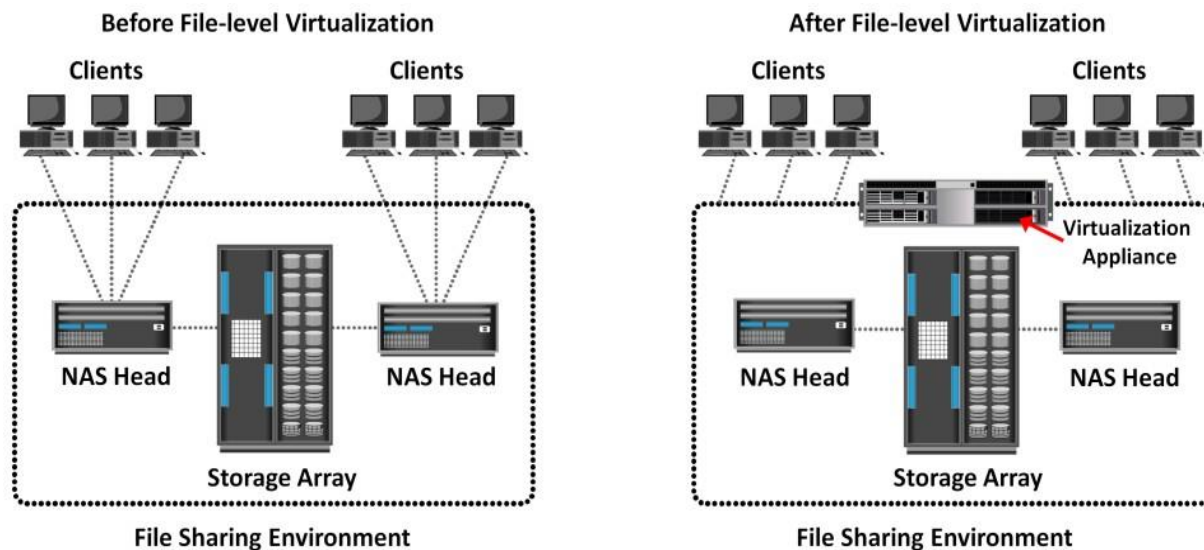 Before File-level Virtualization
Clients
Clients
NAS Head
NAS Head
Storage Array
File Sharing Environment
After File-level Virtualization
Clients
Clients
Virtualization
Appliance
NAS Head
NAS Head
Storage Array
File Sharing Environment